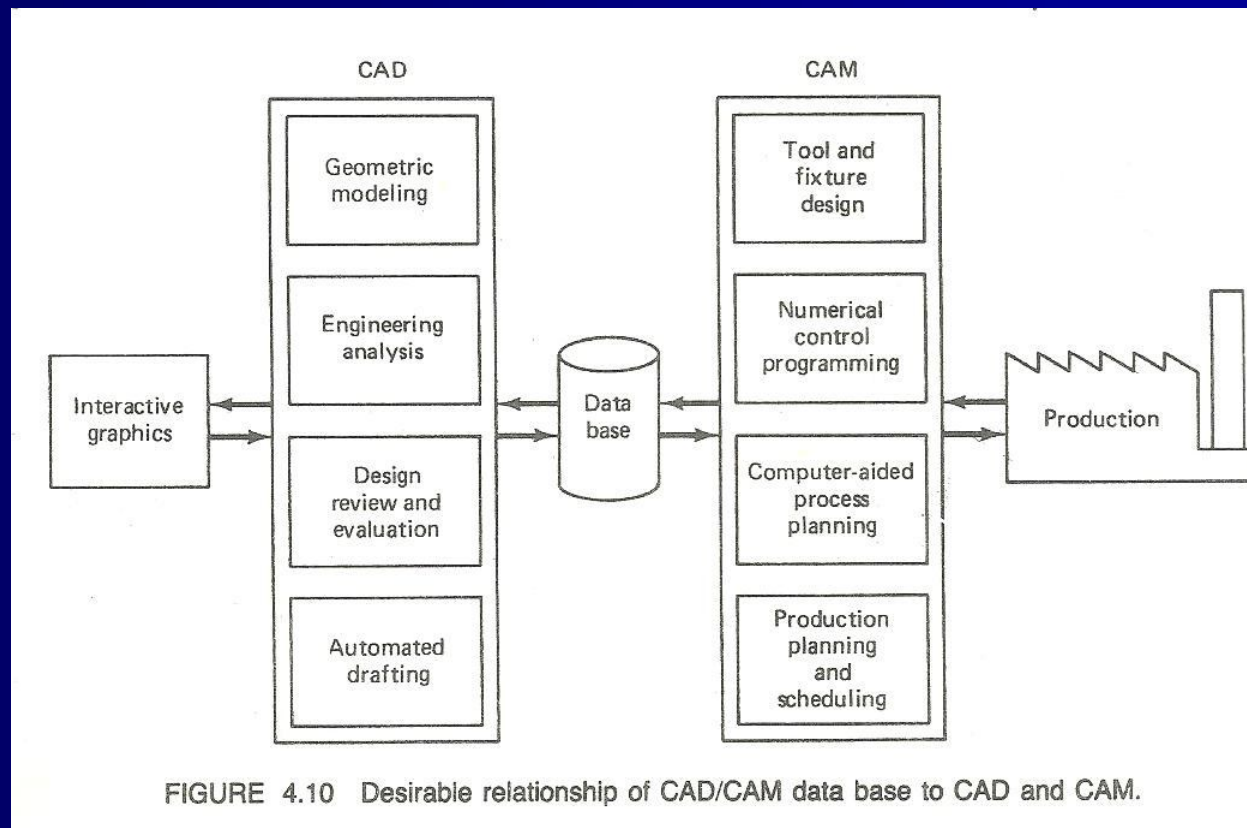 CAD
CAM
Geometric
modeling
Engineering
analysis
Design
review and
evaluation
Automated
drafting
Interactive
graphics
Data
base
Tool and
fixture
design
Numerical
control
programming
Computer-aided
process
planning
Production
planning
and
scheduling
Production
FIGURE 4.10 Desirable relationship of CAD/CAM data base to CAD and CAM.